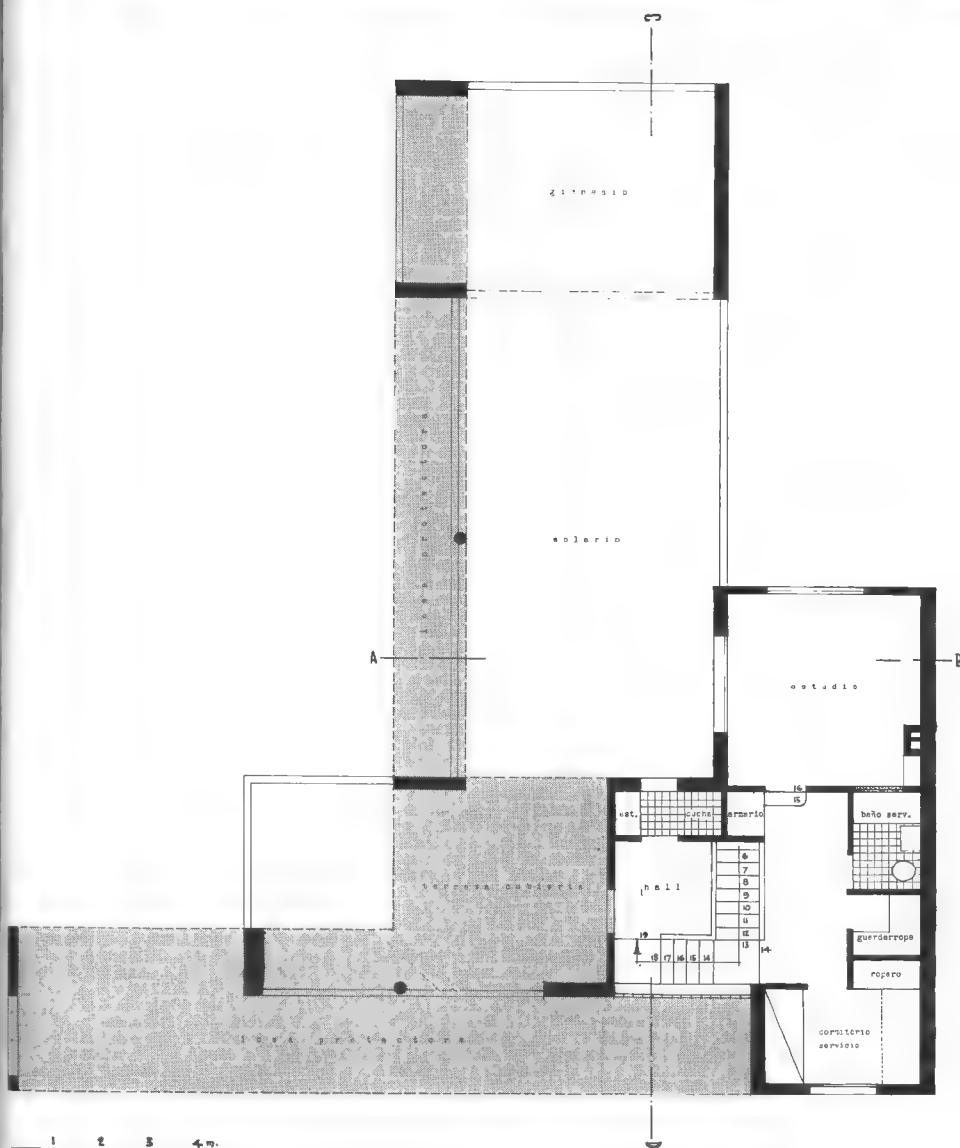 C
gimnasio
losa protectora
solario
A
B
estudio
16
15
est.
ducha
armario
baño serv.
6
7
8
9
10
11
12
13
14
hall
terraza cubierta
19
18 17 16 15 14
guardarropa
ropero
dormitorio
servicio
losa protectora
D
1 2 3 4 m.